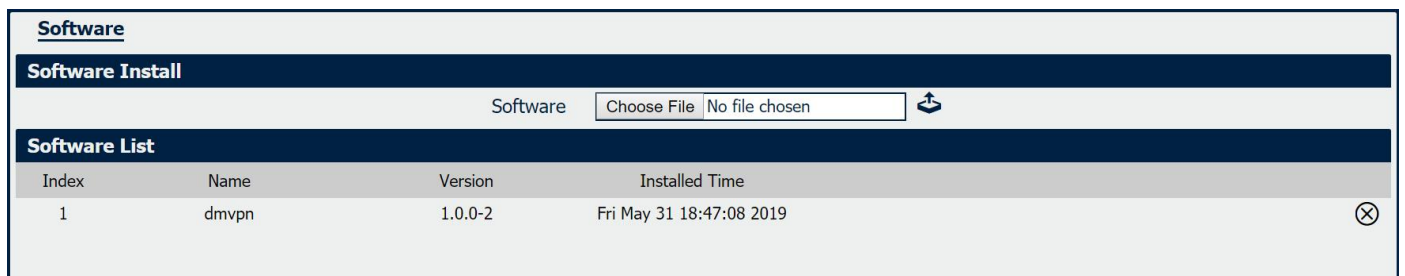 Software
Software Install
Software Choose File No file chosen
Software List
Index Name Version Installed Time
1 dmvpn 1.0.0-2 Fri May 31 18:47:08 2019